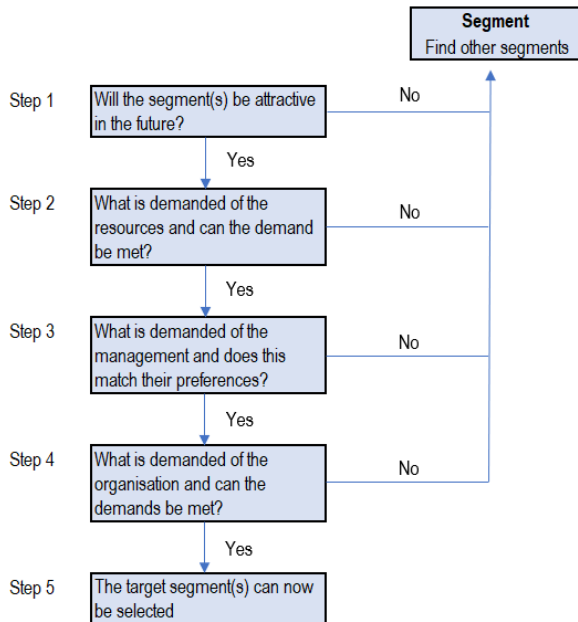 Segment
Find other segments
Step 1
Will the segment(s) be attractive
in the future?
No
Yes
Step 2
What is demanded of the
resources and can the demand
be met?
No
Yes
Step 3
What is demanded of the
management and does this
match their preferences?
No
Yes
Step 4
What is demanded of the
organisation and can the
demands be met?
No
Yes
Step 5
The target segment(s) can now
be selected